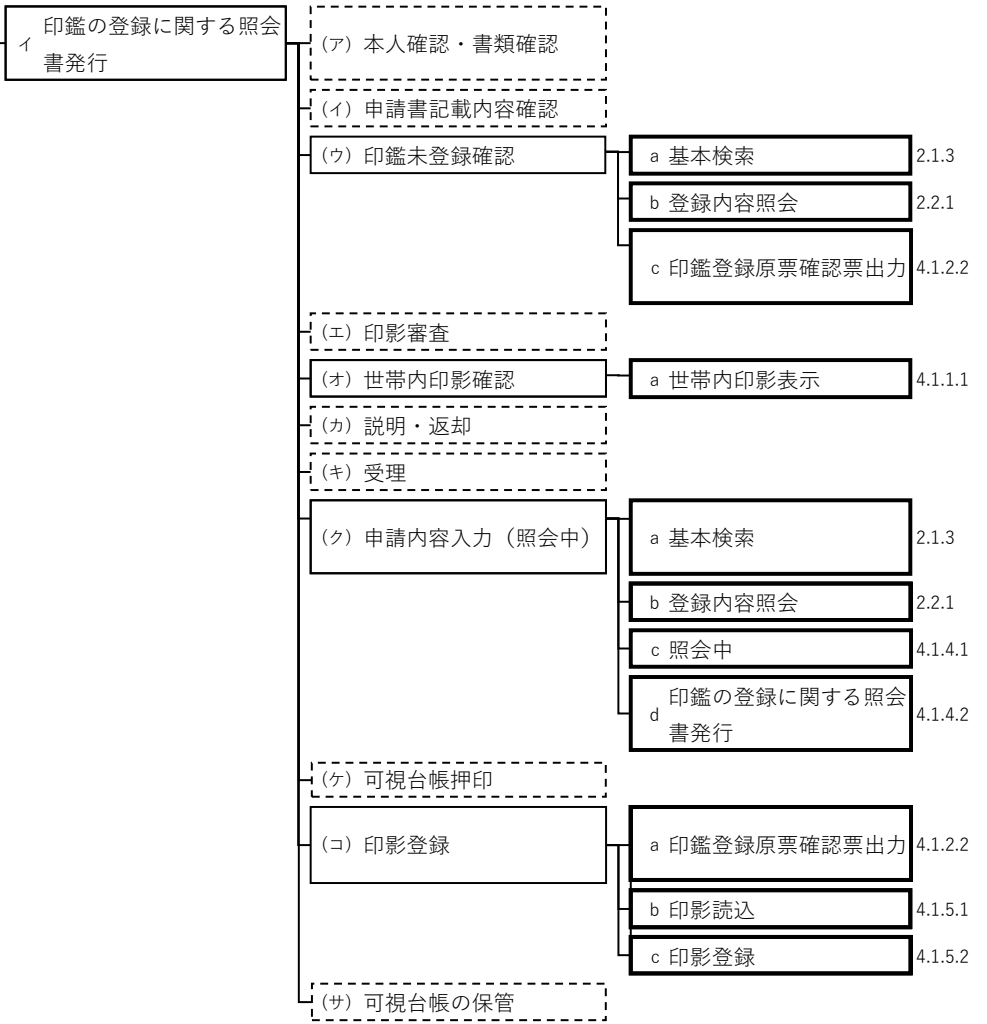 イ 印鑑の登録に関する照会
書発行
（ア）本人確認・書類確認
（イ）申請書記載内容確認
（ウ）印鑑未登録確認
a 基本検索 2.1.3
b 登録内容照会 2.2.1
c 印鑑登録原票確認票出力 4.1.2.2
（エ）印影審査
（オ）世帯内印影確認
a 世帯内印影表示 4.1.1.1
（カ）説明・返却
（キ）受理
（ク）申請内容入力（照会中）
a 基本検索 2.1.3
b 登録内容照会 2.2.1
c 照会中 4.1.4.1
d 印鑑の登録に関する照会
書発行 4.1.4.2
（ケ）可視台帳押印
（コ）印影登録
a 印鑑登録原票確認票出力 4.1.2.2
b 印影読込 4.1.5.1
c 印影登録 4.1.5.2
（サ）可視台帳の保管